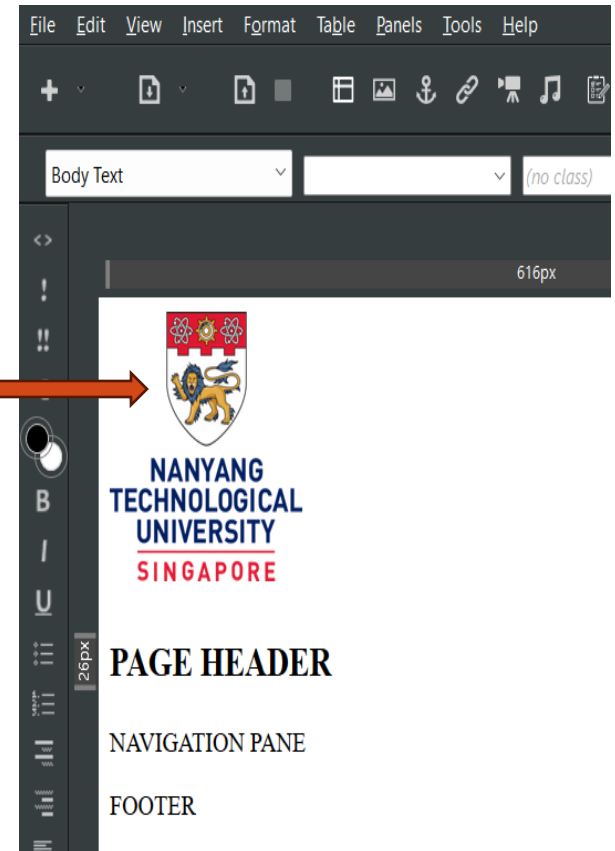 File Edit View Insert Format Table Panels Tools Help
Body Text (no class)
616px
NANYANG
TECHNOLOGICAL
UNIVERSITY
SINGAPORE
B
I
U
26px
PAGE HEADER
NAVIGATION PANE
FOOTER